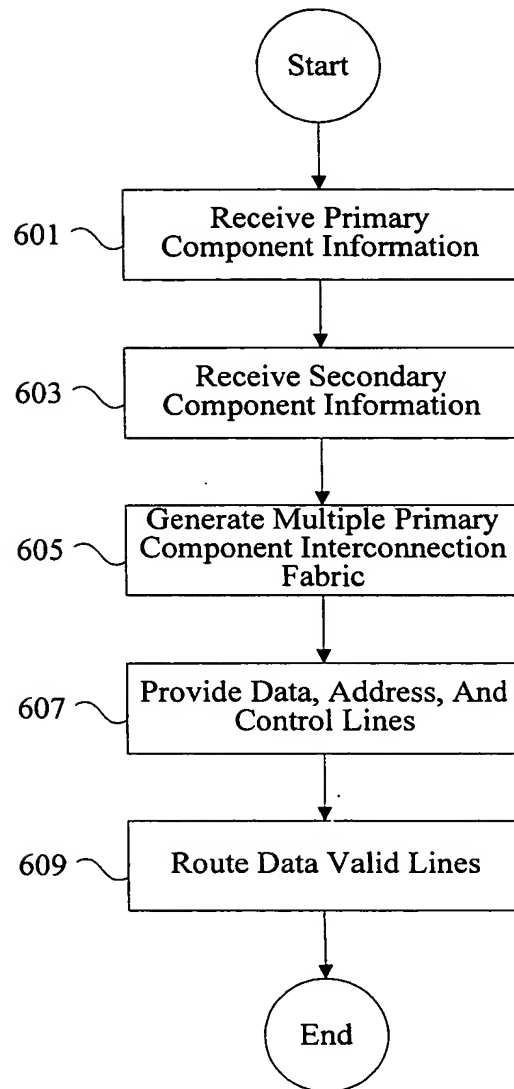 Start
601
Receive Primary
Component Information
603
Receive Secondary
Component Information
605
Generate Multiple Primary
Component Interconnection
Fabric
607
Provide Data, Address, And
Control Lines
609
Route Data Valid Lines
End